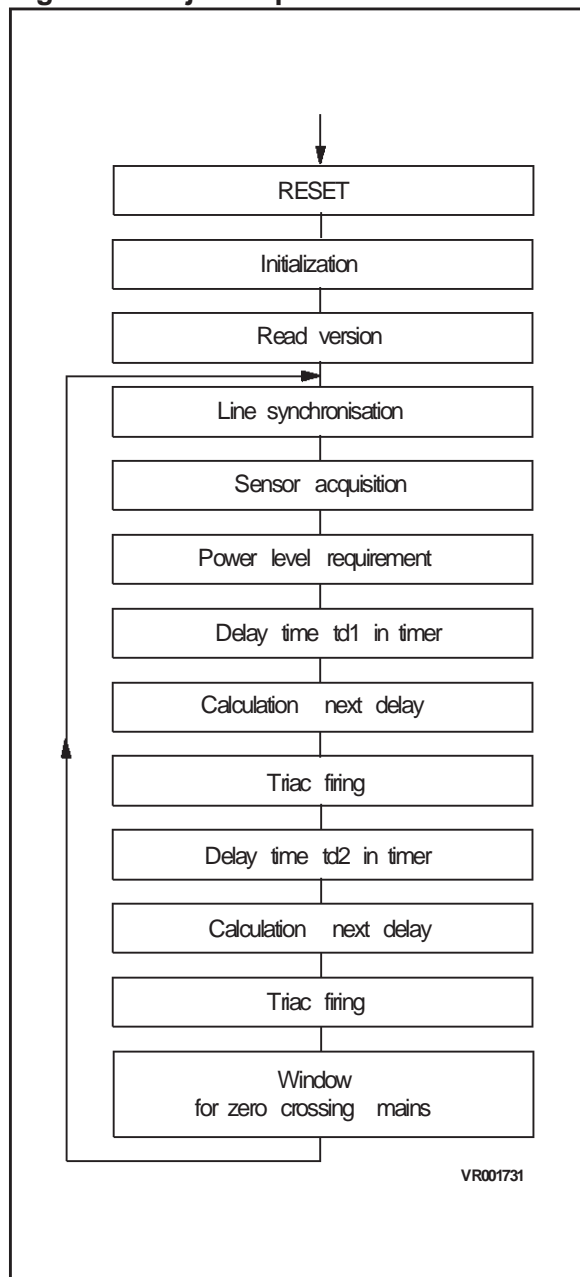 RESET
Initialization
Read version
Line synchronisation
Sensor acquisition
Power level requirement
Delay time td1 in timer
Calculation next delay
Triac firing
Delay time td2 in timer
Calculation next delay
Triac firing
Window
for zero crossing mains
VR001731